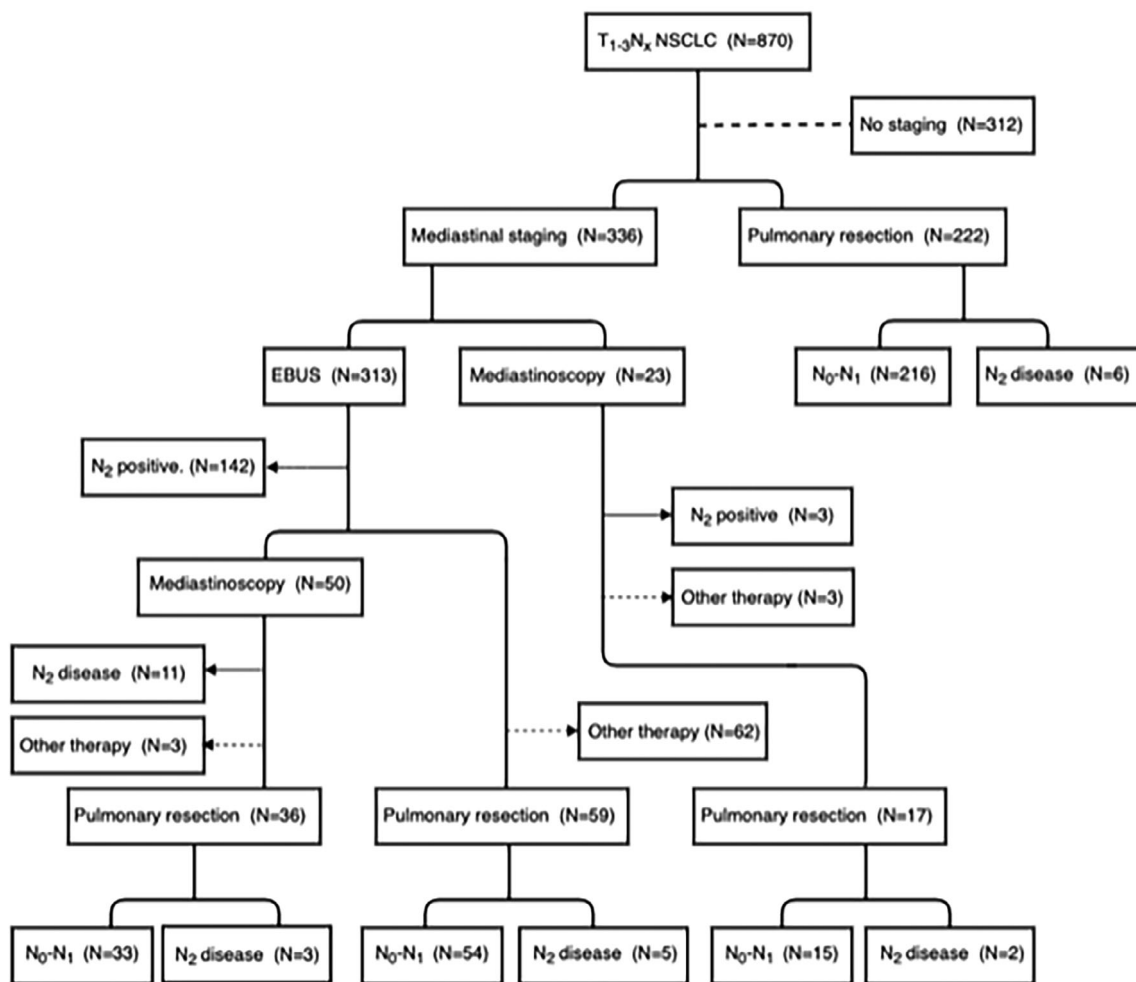 T₁₋₃Nₓ NSCLC (N=870)
No staging (N=312)
Mediastinal staging (N=336)
Pulmonary resection (N=222)
EBUS (N=313)
Mediastinoscopy (N=23)
N₀-N₁ (N=216)
N₂ disease (N=6)
N₂ positive. (N=142)
N₂ positive (N=3)
Mediastinoscopy (N=50)
Other therapy (N=3)
N₂ disease (N=11)
Other therapy (N=3)
Other therapy (N=62)
Pulmonary resection (N=36)
Pulmonary resection (N=59)
Pulmonary resection (N=17)
N₀-N₁ (N=33)
N₂ disease (N=3)
N₀-N₁ (N=54)
N₂ disease (N=5)
N₀-N₁ (N=15)
N₂ disease (N=2)